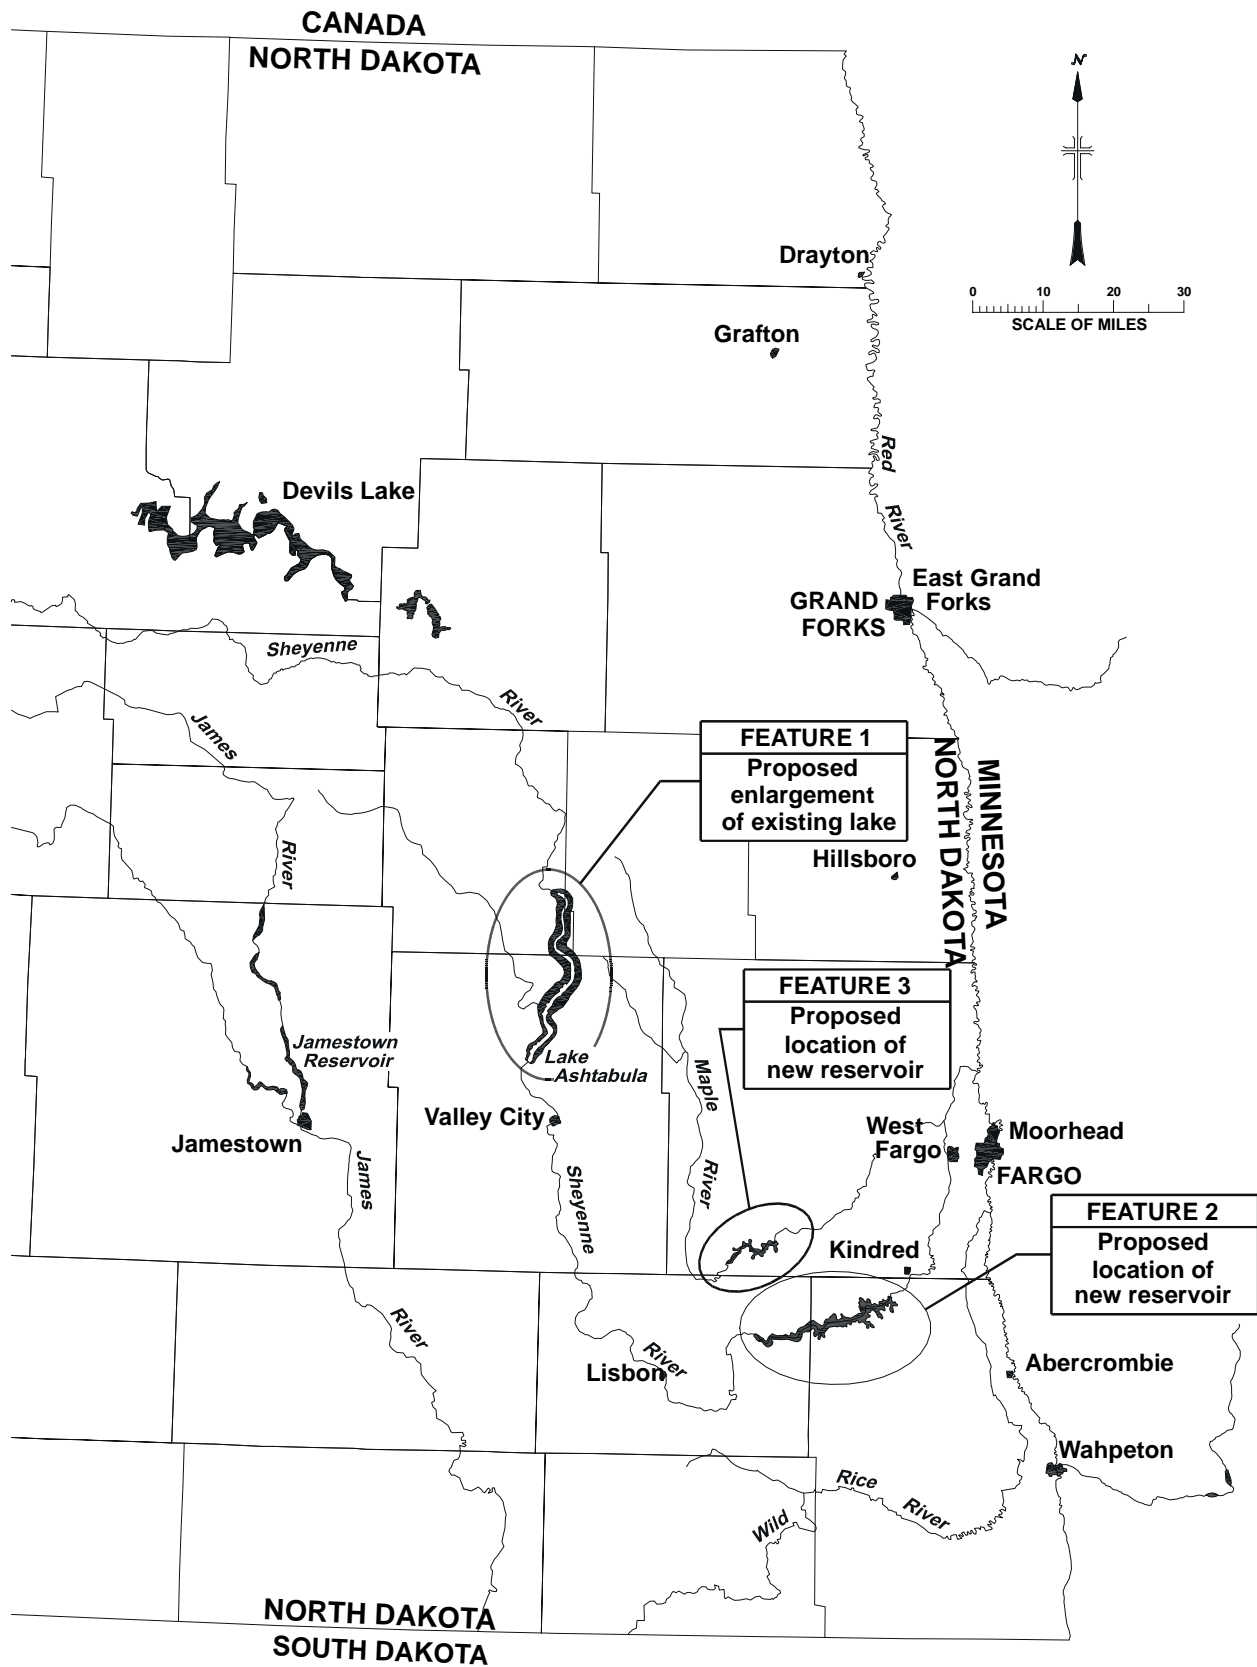 CANADA
NORTH DAKOTA
N
Drayton
0 10 20 30
SCALE OF MILES
Grafton
Red
River
Devils Lake
East Grand
Forks
GRAND
FORKS
Sheyenne
River
James
River
FEATURE 1
Proposed
enlargement
of existing lake
MINNESOTA
NORTH DAKOTA
Hillsboro
FEATURE 3
Proposed
location of
new reservoir
Jamestown
Reservoir
Lake
Ashtabula
Maple
River
Valley City
West
Fargo
Moorhead
FARGO
Jamestown
James
River
Sheyenne
River
FEATURE 2
Proposed
location of
new reservoir
Kindred
Lisbon
Abercrombie
Wahpeton
Wild
Rice
River
NORTH DAKOTA
SOUTH DAKOTA